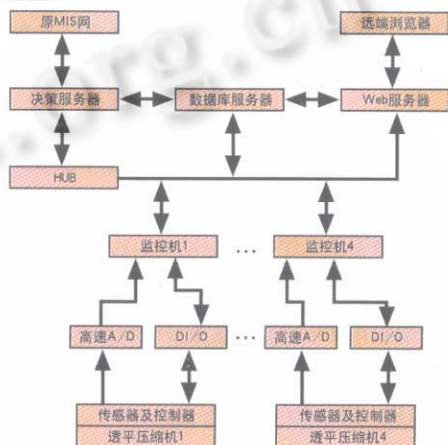 原MIS网
远端浏览器
决策服务器
数据库服务器
Web服务器
HUB
监控机1
...
监控机4
高速A/D
DI/O
...
高速A/D
DI/O
传感器及控制器
透平压缩机1
传感器及控制器
透平压缩机4